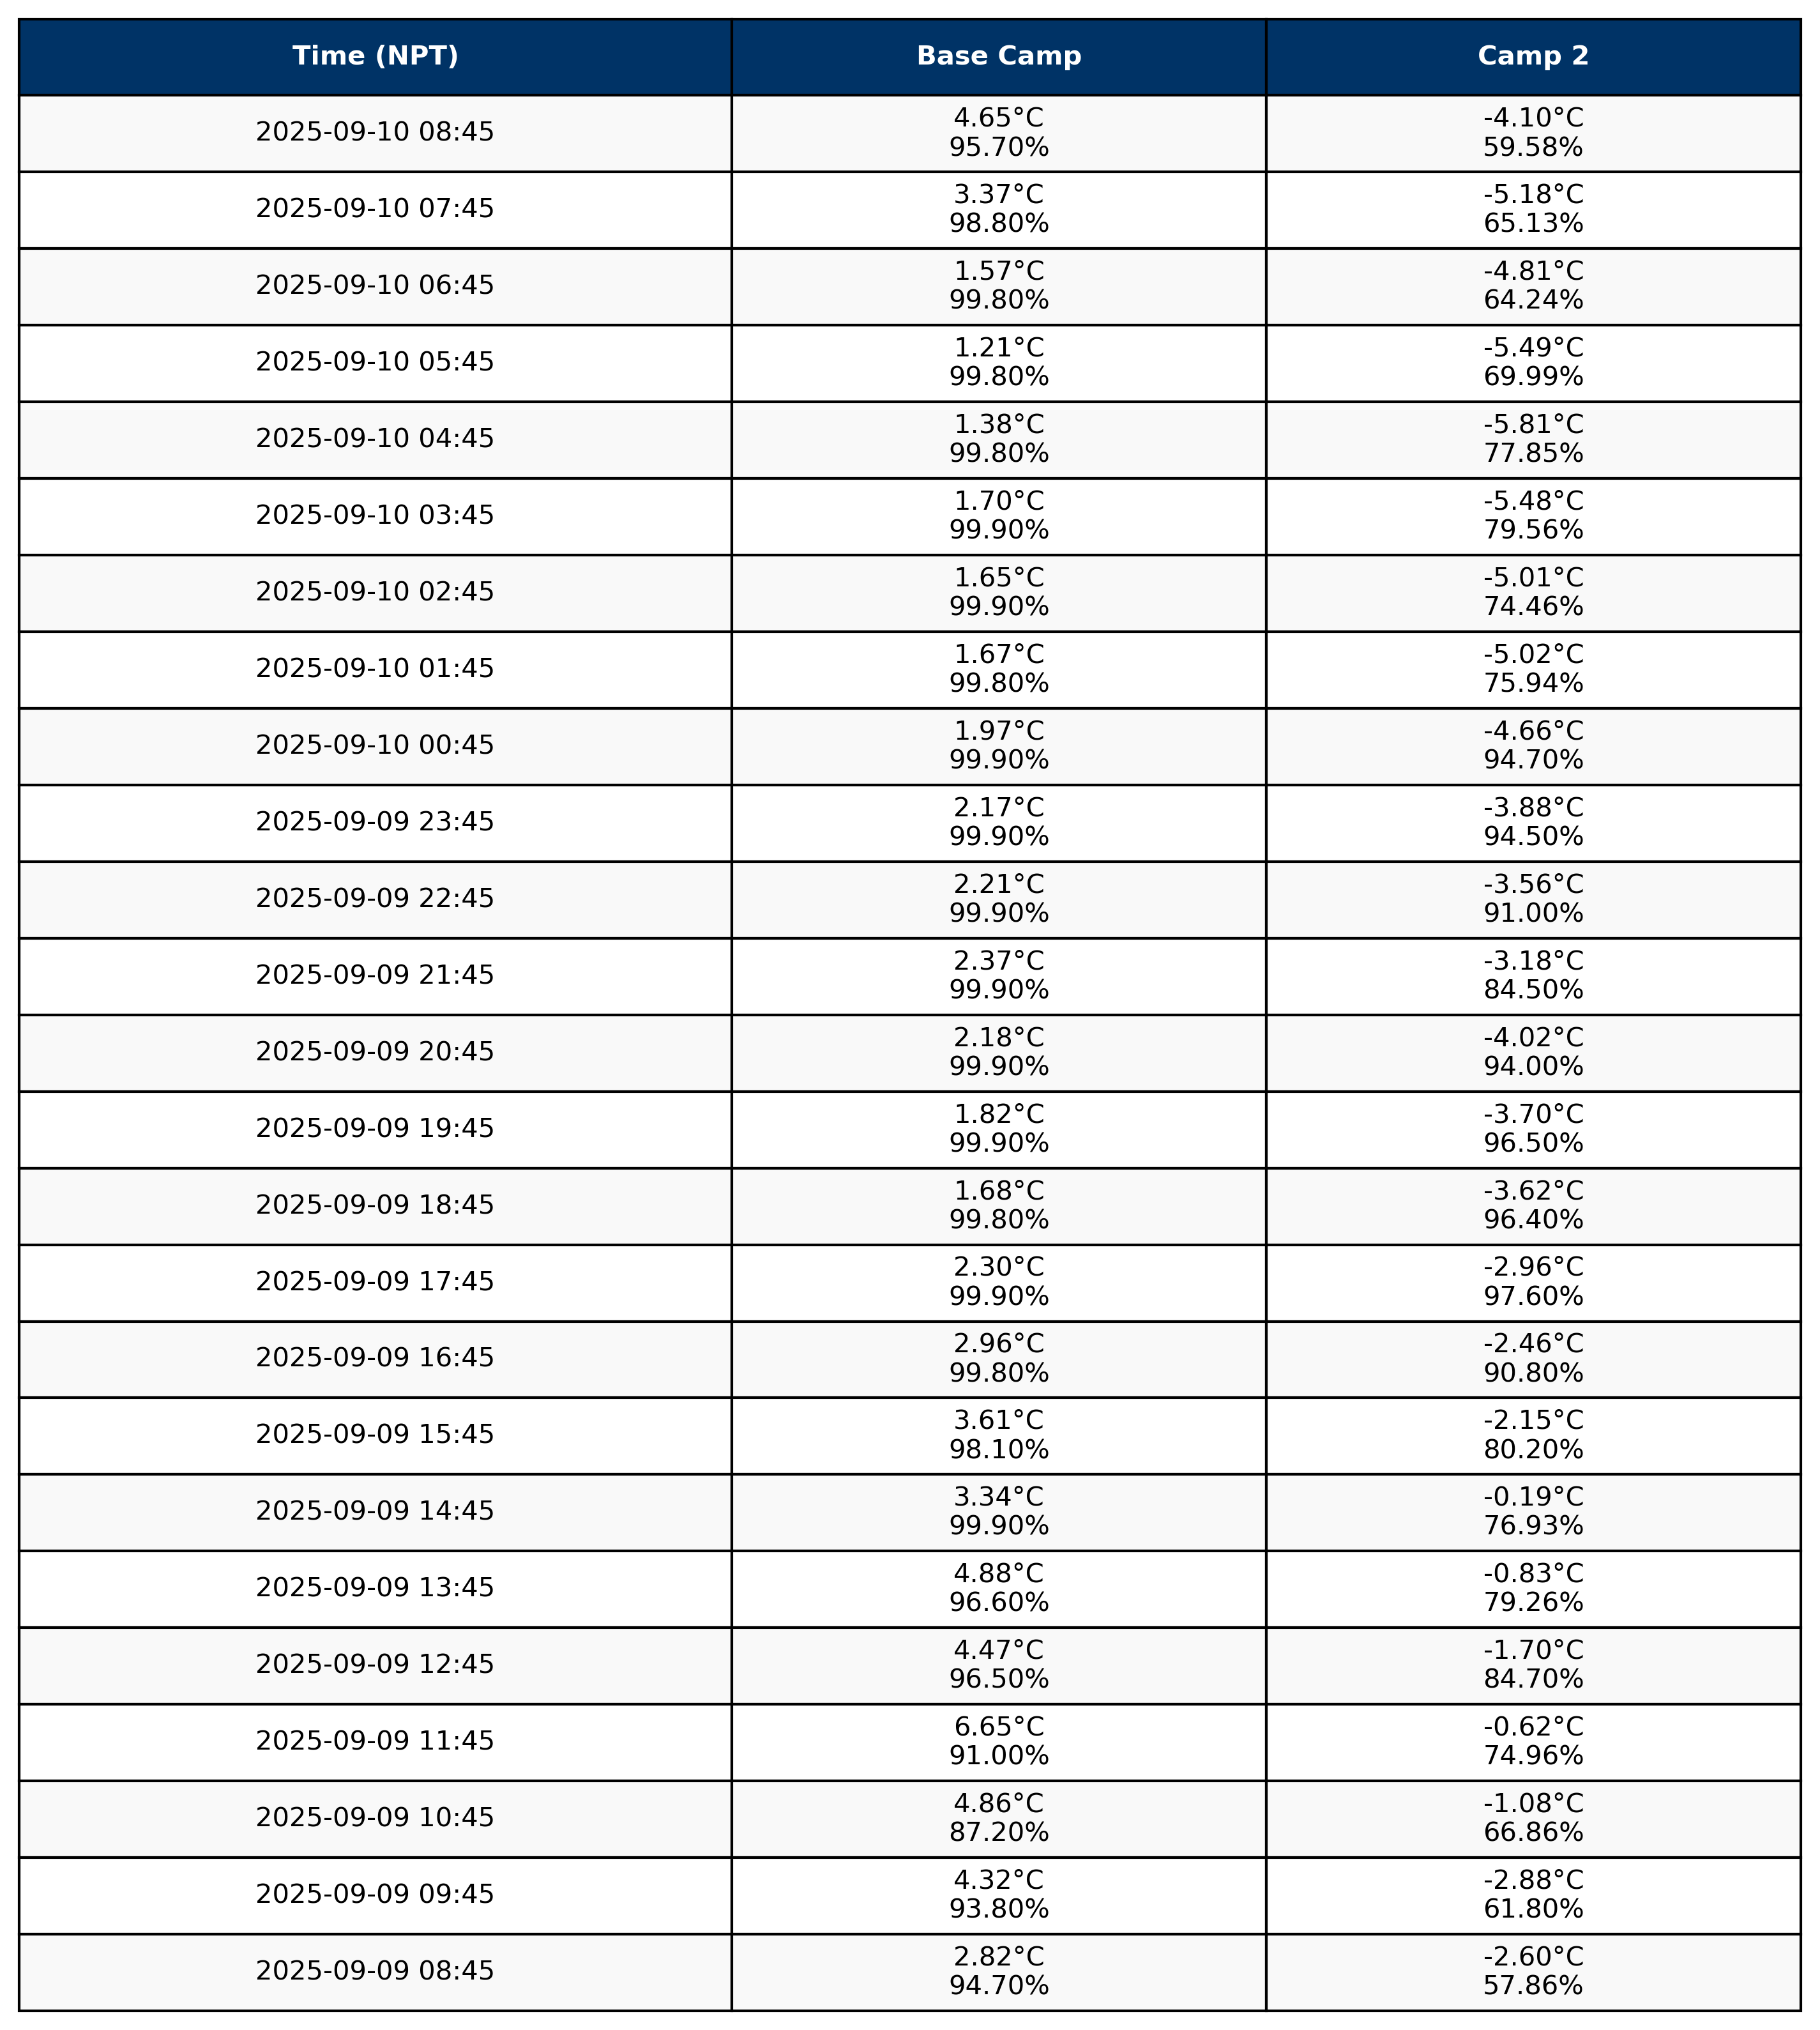 Time (NPT) Base Camp Camp 2
4.65°C -4.10°C
2025-09-10 08:45
95.70% 59.58%
3.37°C -5.18°C
2025-09-10 07:45
98.80% 65.13%
1.57°C -4.81°C
2025-09-10 06:45
99.80% 64.24%
1.21°C -5.49°C
2025-09-10 05:45
99.80% 69.99%
1.38°C -5.81°C
2025-09-10 04:45
99.80% 77.85%
1.70°C -5.48°C
2025-09-10 03:45
99.90% 79.56%
1.65°C -5.01°C
2025-09-10 02:45
99.90% 74.46%
1.67°C -5.02°C
2025-09-10 01:45
99.80% 75.94%
1.97°C -4.66°C
2025-09-10 00:45
99.90% 94.70%
2.17°C -3.88°C
2025-09-09 23:45
99.90% 94.50%
2.21°C -3.56°C
2025-09-09 22:45
99.90% 91.00%
2.37°C -3.18°C
2025-09-09 21:45
99.90% 84.50%
2.18°C -4.02°C
2025-09-09 20:45
99.90% 94.00%
1.82°C -3.70°C
2025-09-09 19:45
99.90% 96.50%
1.68°C -3.62°C
2025-09-09 18:45
99.80% 96.40%
2.30°C -2.96°C
2025-09-09 17:45
99.90% 97.60%
2.96°C -2.46°C
2025-09-09 16:45
99.80% 90.80%
3.61°C -2.15°C
2025-09-09 15:45
98.10% 80.20%
3.34°C -0.19°C
2025-09-09 14:45
99.90% 76.93%
4.88°C -0.83°C
2025-09-09 13:45
96.60% 79.26%
4.47°C -1.70°C
2025-09-09 12:45
96.50% 84.70%
6.65°C -0.62°C
2025-09-09 11:45
91.00% 74.96%
4.86°C -1.08°C
2025-09-09 10:45
87.20% 66.86%
4.32°C -2.88°C
2025-09-09 09:45
93.80% 61.80%
2.82°C -2.60°C
2025-09-09 08:45
94.70% 57.86%